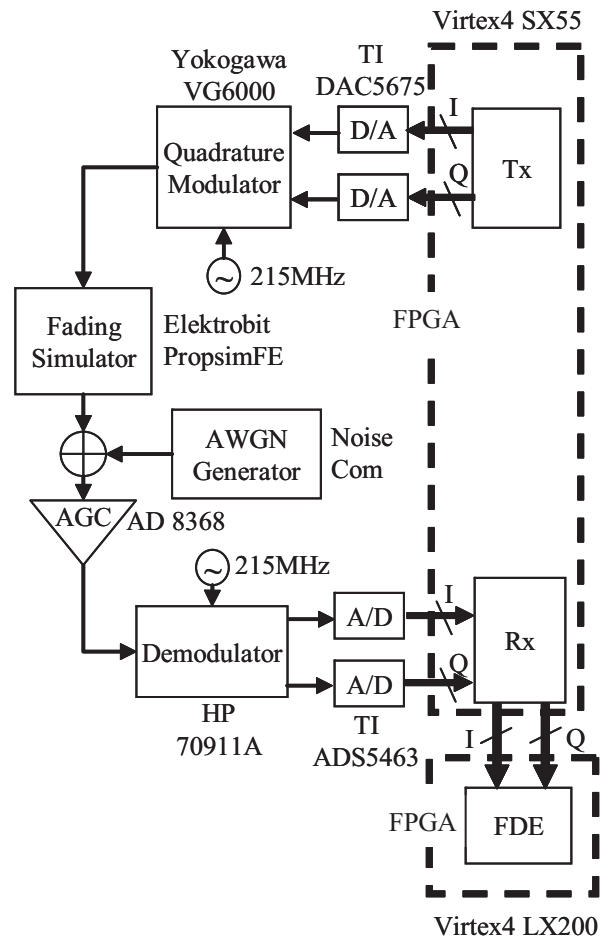 Virtex4 SX55
Yokogawa
VG6000
TI
DAC5675
Quadrature
Modulator
D/A
I
D/A
Q
Tx
~ 215MHz
FPGA
Fading
Simulator
Elektrobit
PropsimFE
AWGN
Generator
Noise
Com
AGC
AD 8368
~ 215MHz
Demodulator
HP
70911A
A/D
I
A/D
Q
TI
ADS5463
Rx
I
Q
FPGA
FDE
Virtex4 LX200